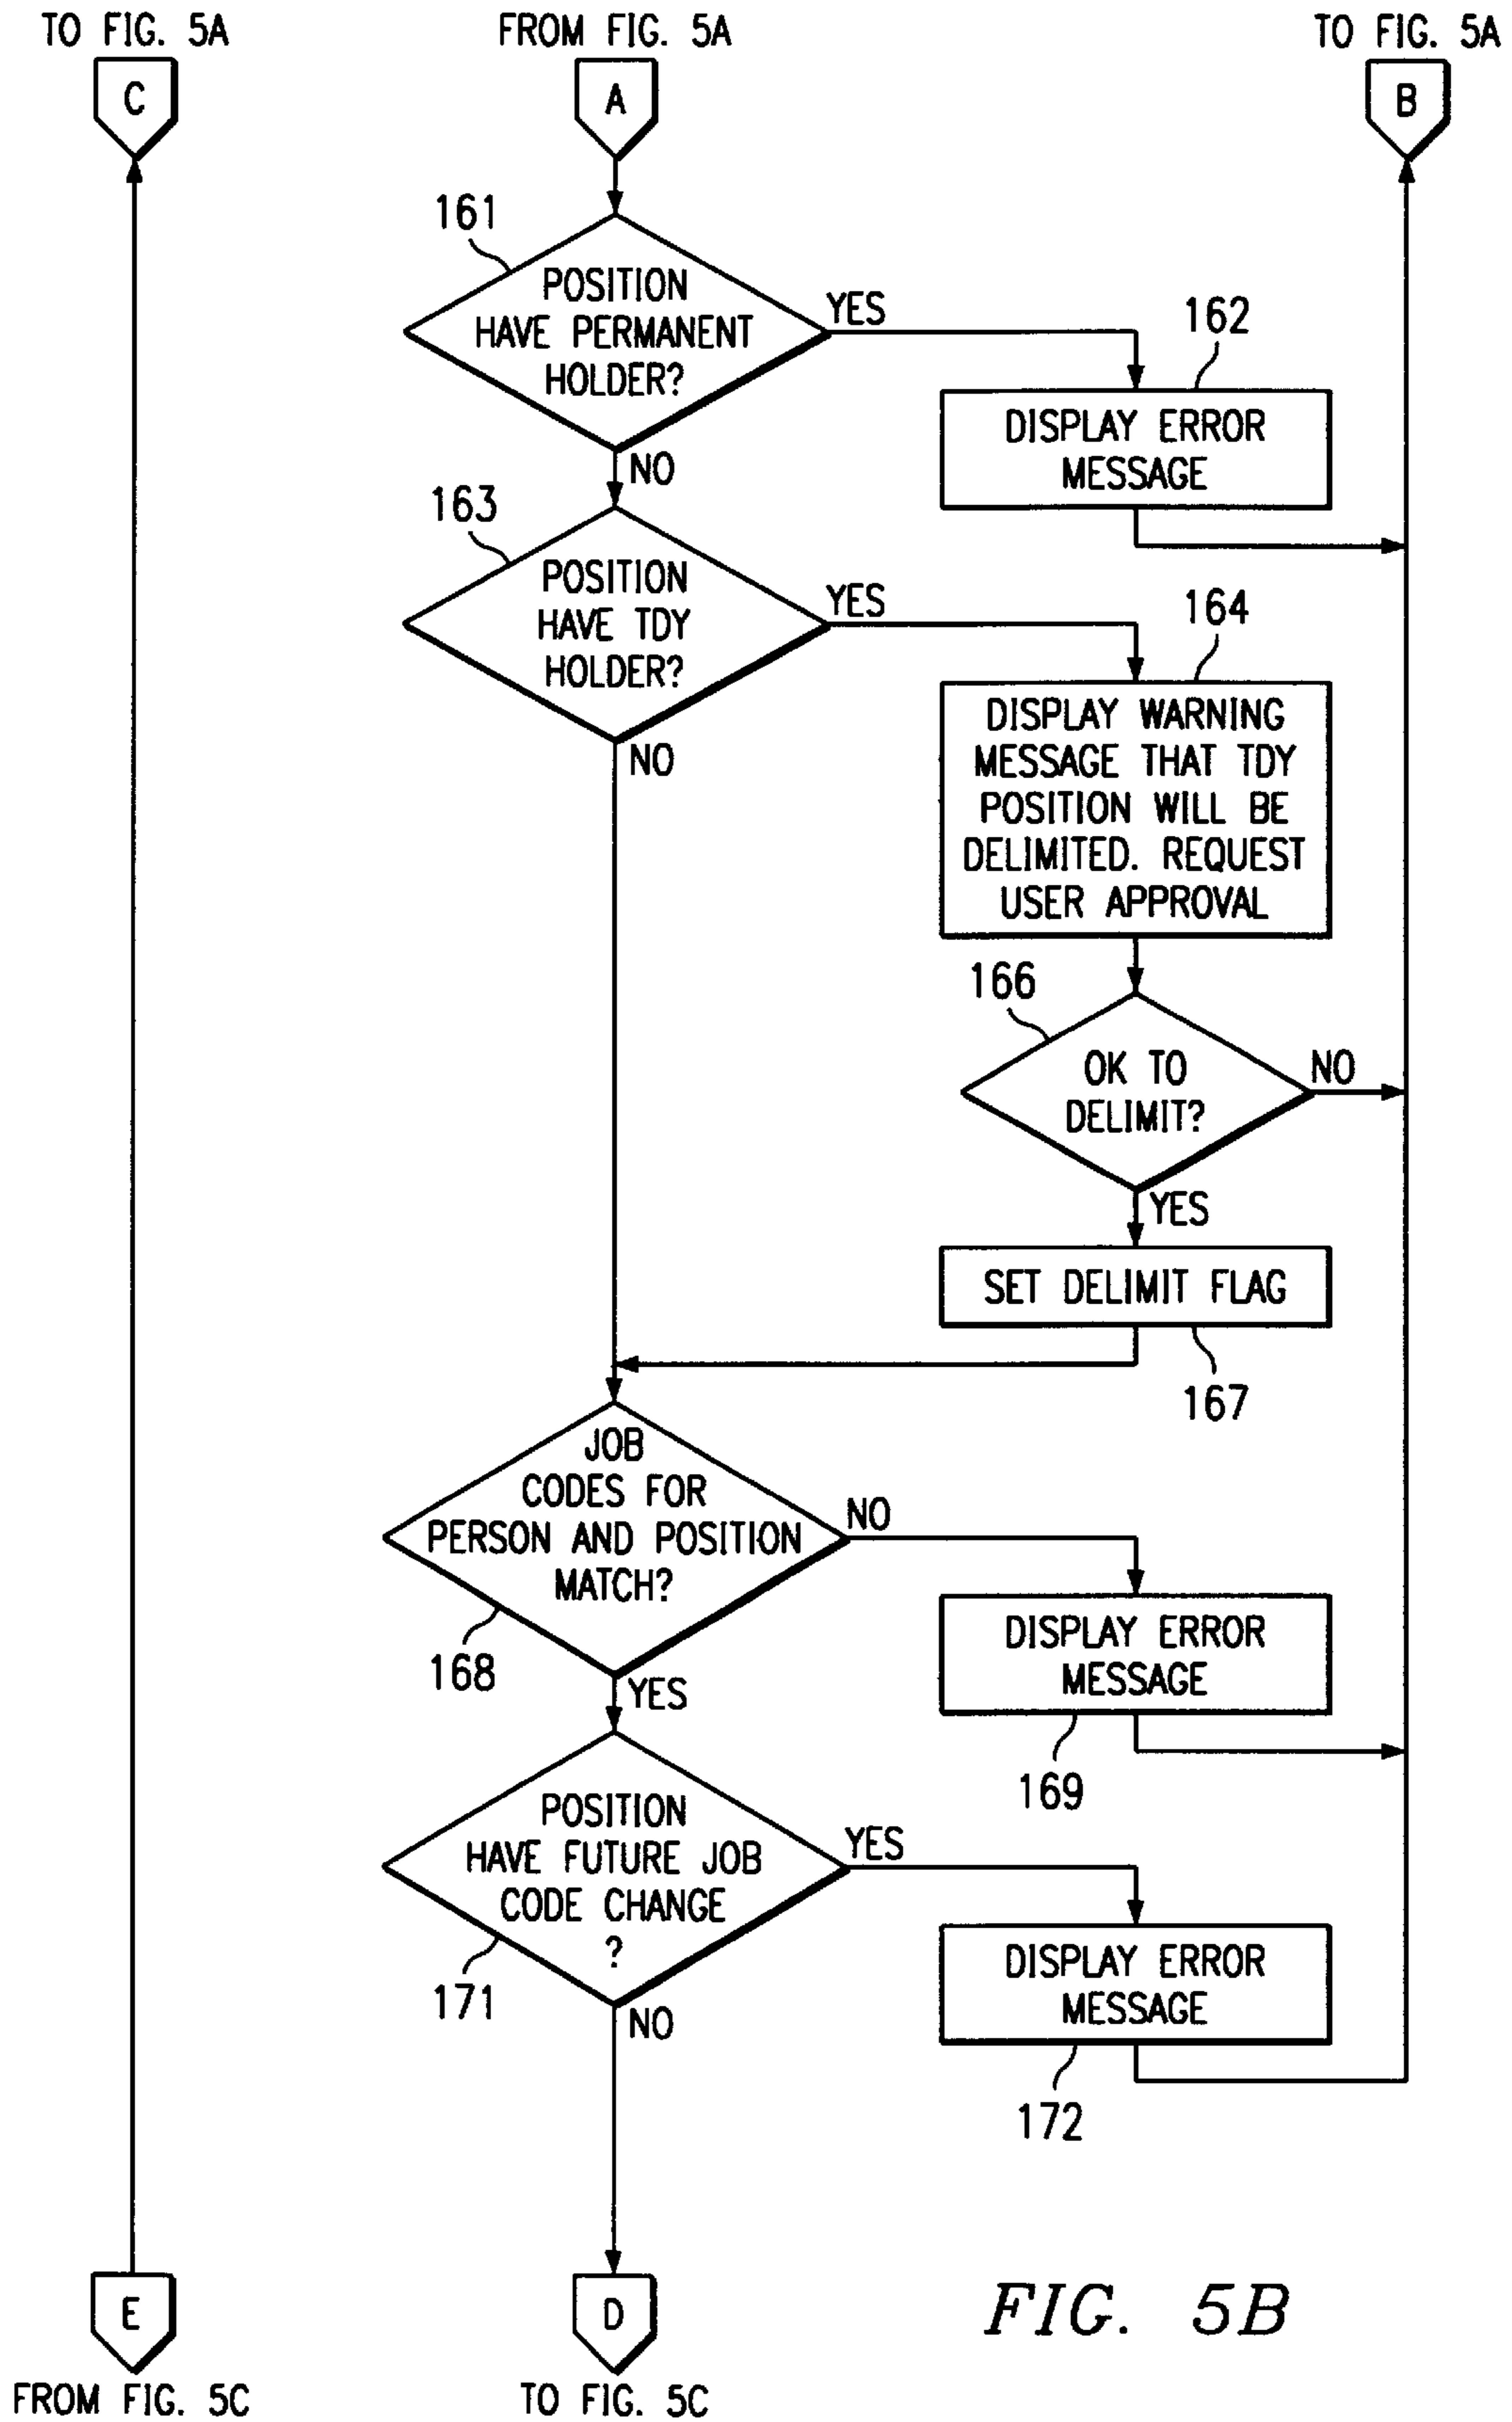 TO FIG. 5A
FROM FIG. 5A
TO FIG. 5A
C
A
B
161
POSITION
HAVE PERMANENT
HOLDER?
YES
162
DISPLAY ERROR
MESSAGE
NO
163
POSITION
HAVE TDY
HOLDER?
YES
164
DISPLAY WARNING
MESSAGE THAT TDY
POSITION WILL BE
DELIMITED. REQUEST
USER APPROVAL
NO
166
OK TO
DELIMIT?
NO
YES
SET DELIMIT FLAG
167
JOB
CODES FOR
PERSON AND POSITION
MATCH?
NO
168
DISPLAY ERROR
MESSAGE
169
YES
POSITION
HAVE FUTURE JOB
CODE CHANGE
?
YES
171
DISPLAY ERROR
MESSAGE
172
NO
E
D
FIG. 5B
FROM FIG. 5C
TO FIG. 5C